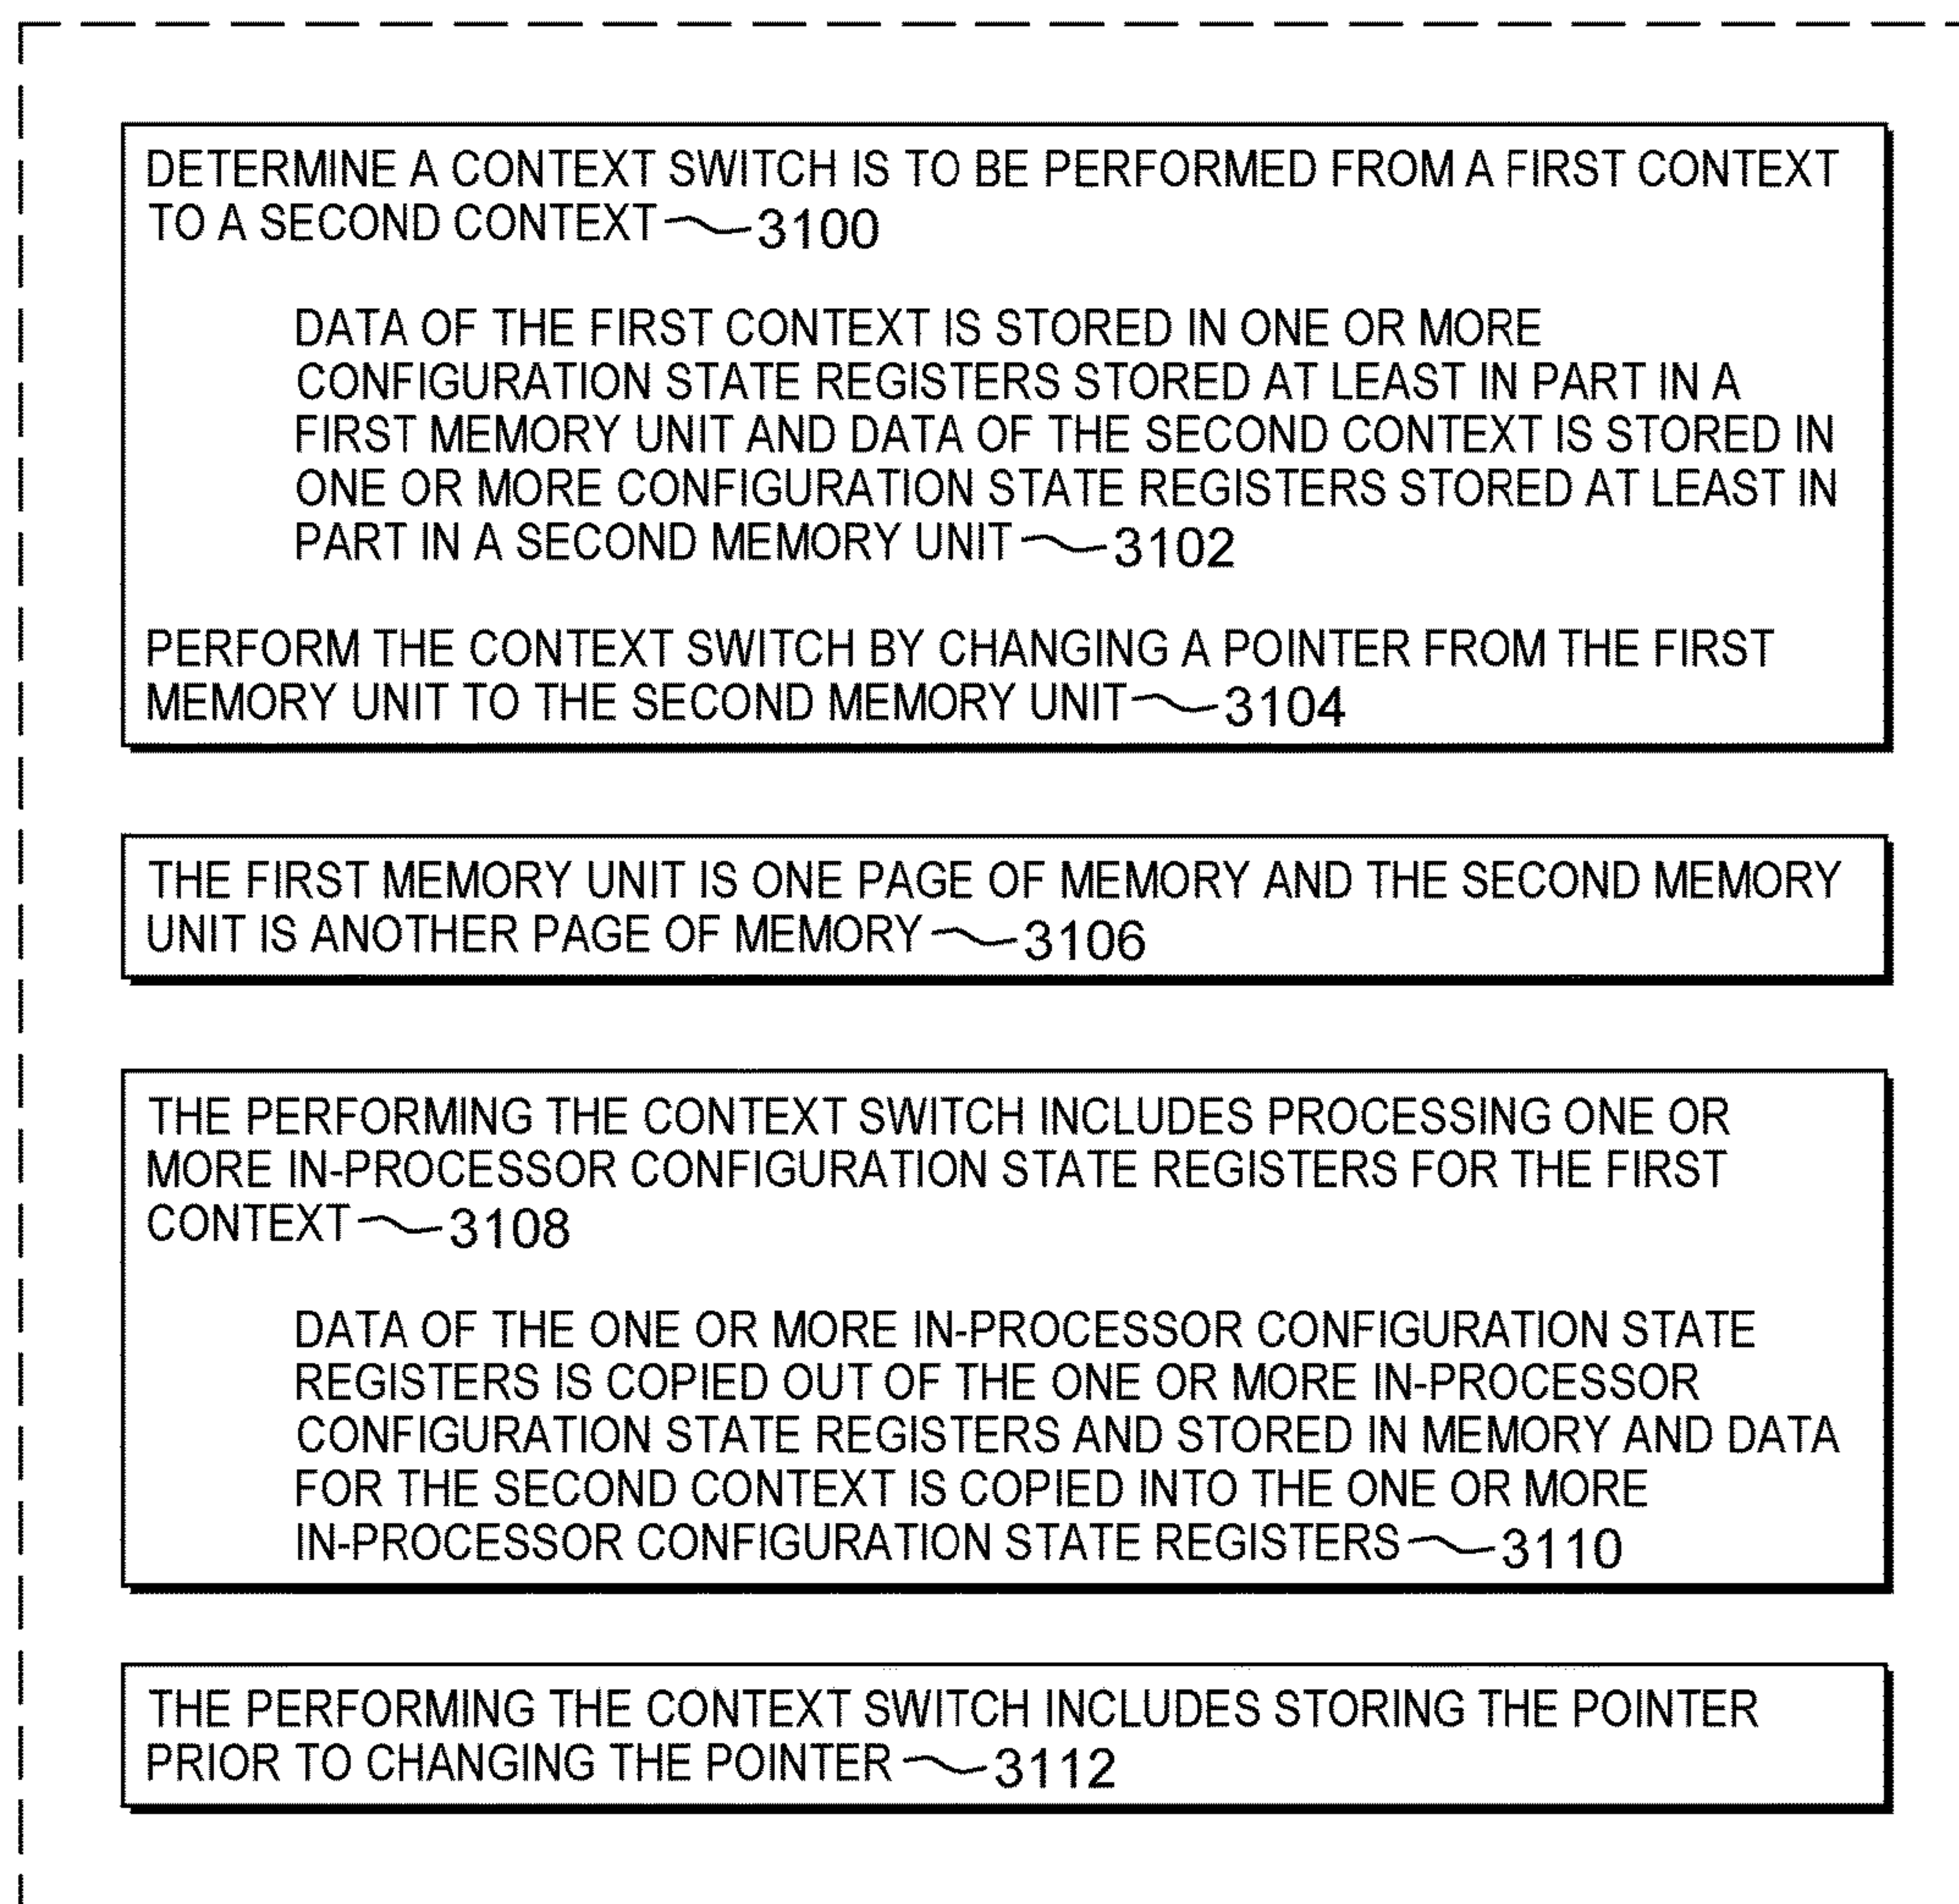 DETERMINE A CONTEXT SWITCH IS TO BE PERFORMED FROM A FIRST CONTEXT
TO A SECOND CONTEXT 3100
DATA OF THE FIRST CONTEXT IS STORED IN ONE OR MORE
CONFIGURATION STATE REGISTERS STORED AT LEAST IN PART IN A
FIRST MEMORY UNIT AND DATA OF THE SECOND CONTEXT IS STORED IN
ONE OR MORE CONFIGURATION STATE REGISTERS STORED AT LEAST IN
PART IN A SECOND MEMORY UNIT 3102
PERFORM THE CONTEXT SWITCH BY CHANGING A POINTER FROM THE FIRST
MEMORY UNIT TO THE SECOND MEMORY UNIT 3104
THE FIRST MEMORY UNIT IS ONE PAGE OF MEMORY AND THE SECOND MEMORY
UNIT IS ANOTHER PAGE OF MEMORY 3106
THE PERFORMING THE CONTEXT SWITCH INCLUDES PROCESSING ONE OR
MORE IN-PROCESSOR CONFIGURATION STATE REGISTERS FOR THE FIRST
CONTEXT 3108
DATA OF THE ONE OR MORE IN-PROCESSOR CONFIGURATION STATE
REGISTERS IS COPIED OUT OF THE ONE OR MORE IN-PROCESSOR
CONFIGURATION STATE REGISTERS AND STORED IN MEMORY AND DATA
FOR THE SECOND CONTEXT IS COPIED INTO THE ONE OR MORE
IN-PROCESSOR CONFIGURATION STATE REGISTERS 3110
THE PERFORMING THE CONTEXT SWITCH INCLUDES STORING THE POINTER
PRIOR TO CHANGING THE POINTER 3112